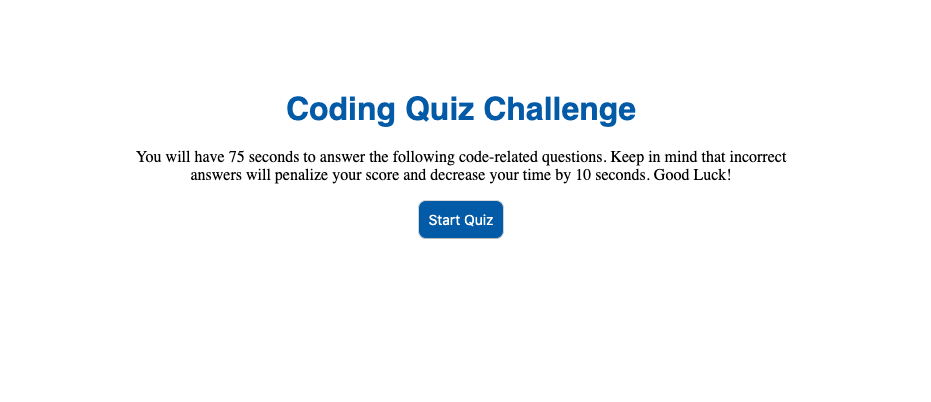 Coding Quiz Challenge
You will have 75 seconds to answer the following code-related questions. Keep in mind that incorrect
answers will penalize your score and decrease your time by 10 seconds. Good Luck!
Start Quiz